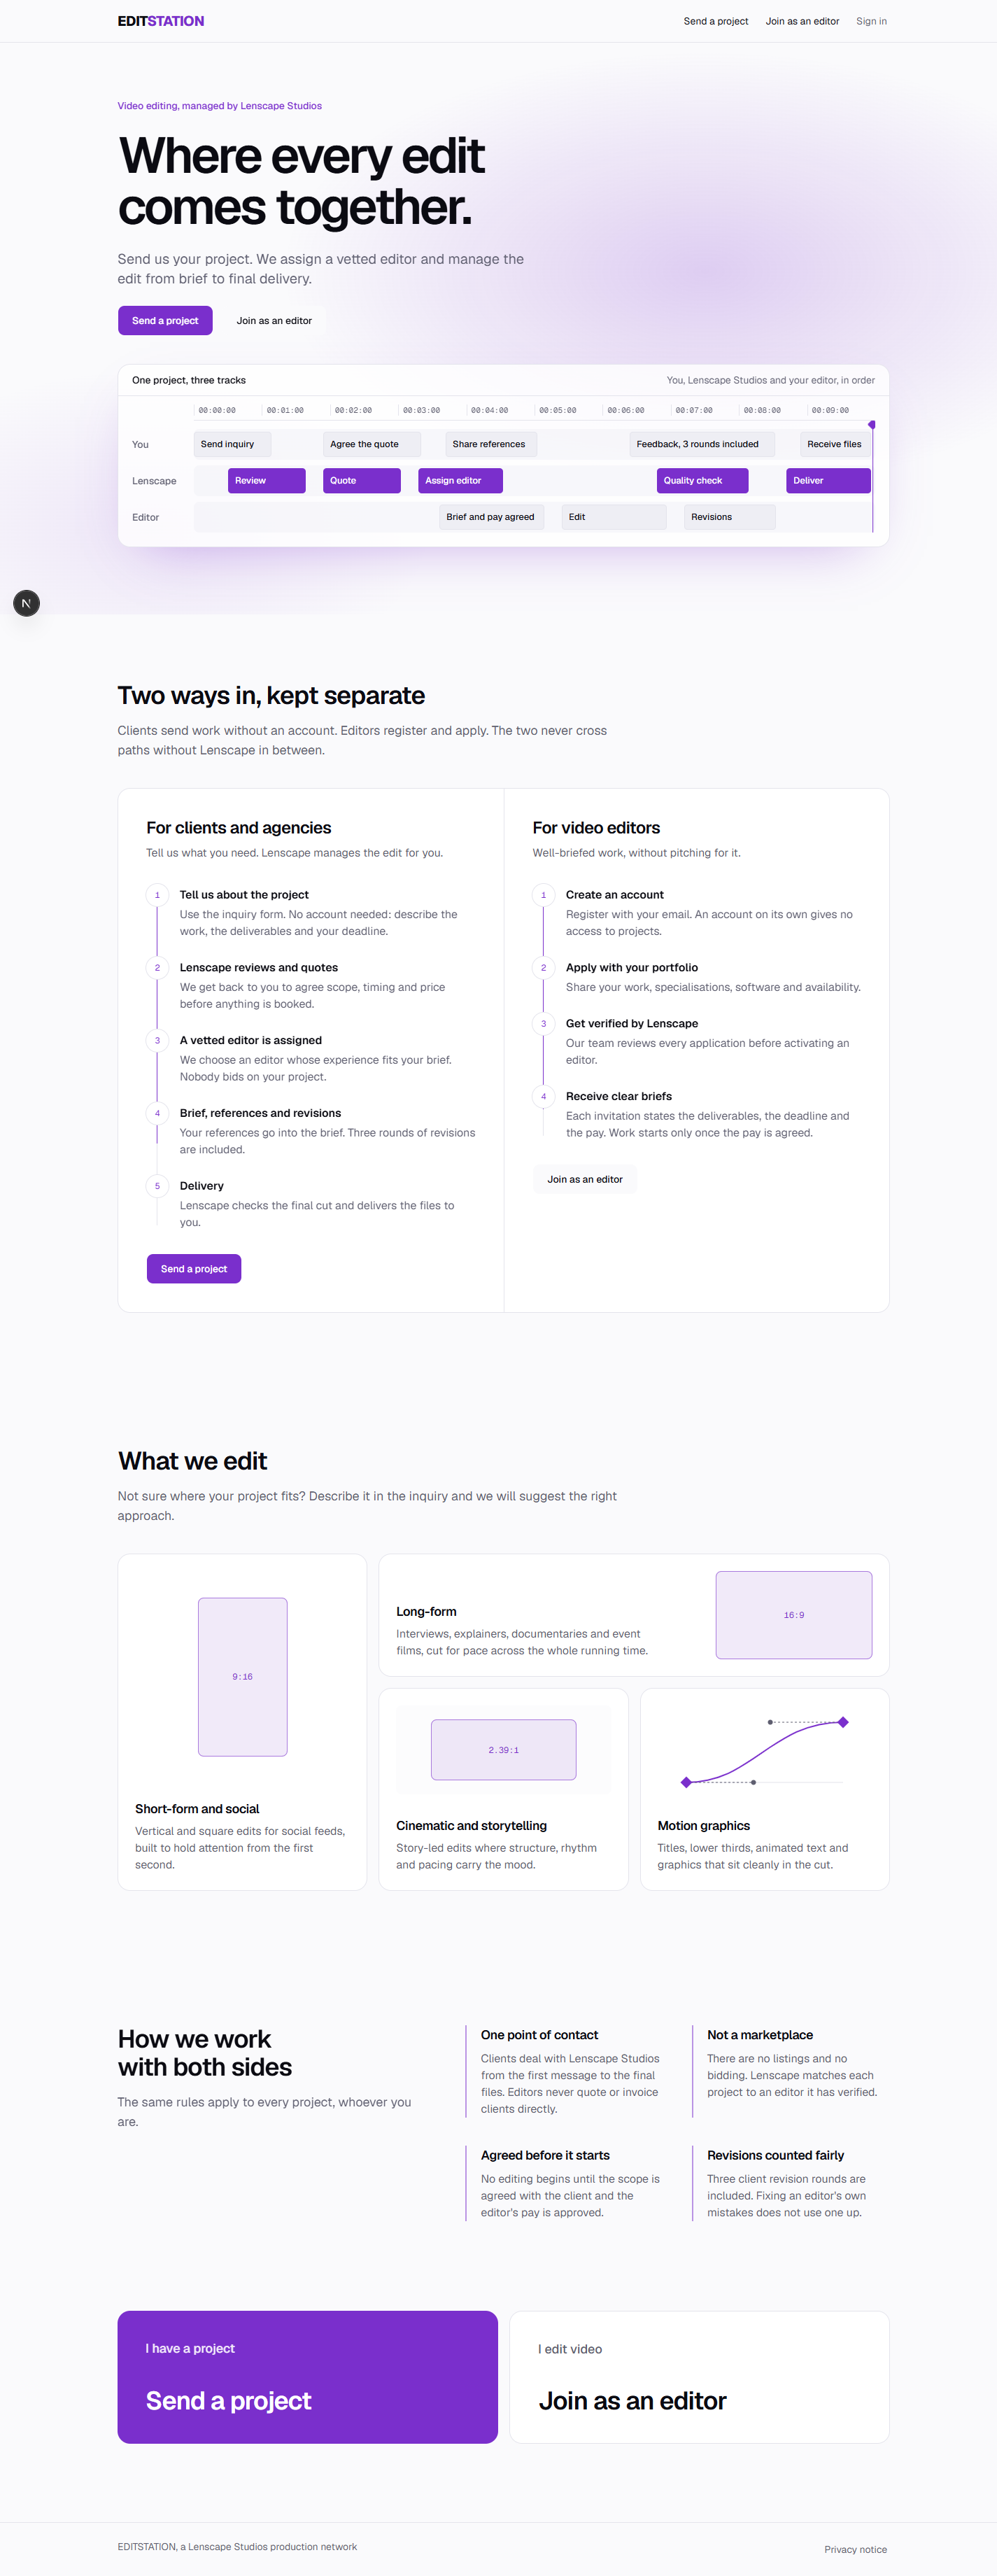 EDITSTATION
Send a project
Join as an editor
Sign in
Video editing, managed by Lenscape Studios
Where every edit
comes together.
Send us your project. We assign a vetted editor and manage the
edit from brief to final delivery.
Send a project
Join as an editor
One project, three tracks
You, Lenscape Studios and your editor, in order
00:00:00 00:01:00 00:02:00 00:03:00 00:04:00 00:05:00 00:06:00 00:07:00 00:08:00 00:09:00
You
Send inquiry
Agree the quote
Share references
Feedback, 3 rounds included
Receive files
Lenscape
Review
Quote
Assign editor
Quality check
Deliver
Editor
Brief and pay agreed
Edit
Revisions
N
Two ways in, kept separate
Clients send work without an account. Editors register and apply. The two never cross
paths without Lenscape in between.
For clients and agencies
Tell us what you need. Lenscape manages the edit for you.
1
Tell us about the project
Use the inquiry form. No account needed: describe the
work, the deliverables and your deadline.
2
Lenscape reviews and quotes
We get back to you to agree scope, timing and price
before anything is booked.
3
A vetted editor is assigned
We choose an editor whose experience fits your brief.
Nobody bids on your project.
4
Brief, references and revisions
Your references go into the brief. Three rounds of revisions
are included.
5
Delivery
Lenscape checks the final cut and delivers the files to
you.
Send a project
For video editors
Well-briefed work, without pitching for it.
1
Create an account
Register with your email. An account on its own gives no
access to projects.
2
Apply with your portfolio
Share your work, specialisations, software and availability.
3
Get verified by Lenscape
Our team reviews every application before activating an
editor.
4
Receive clear briefs
Each invitation states the deliverables, the deadline and
the pay. Work starts only once the pay is agreed.
Join as an editor
What we edit
Not sure where your project fits? Describe it in the inquiry and we will suggest the right
approach.
9:16
Short-form and social
Vertical and square edits for social feeds,
built to hold attention from the first
second.
Long-form
Interviews, explainers, documentaries and event
films, cut for pace across the whole running time.
16:9
2.39:1
Cinematic and storytelling
Story-led edits where structure, rhythm
and pacing carry the mood.
Motion graphics
Titles, lower thirds, animated text and
graphics that sit cleanly in the cut.
How we work
with both sides
The same rules apply to every project, whoever you
are.
One point of contact
Clients deal with Lenscape Studios
from the first message to the final
files. Editors never quote or invoice
clients directly.
Not a marketplace
There are no listings and no
bidding. Lenscape matches each
project to an editor it has verified.
Agreed before it starts
No editing begins until the scope is
agreed with the client and the
editor's pay is approved.
Revisions counted fairly
Three client revision rounds are
included. Fixing an editor's own
mistakes does not use one up.
I have a project
Send a project
I edit video
Join as an editor
EDITSTATION, a Lenscape Studios production network
Privacy notice